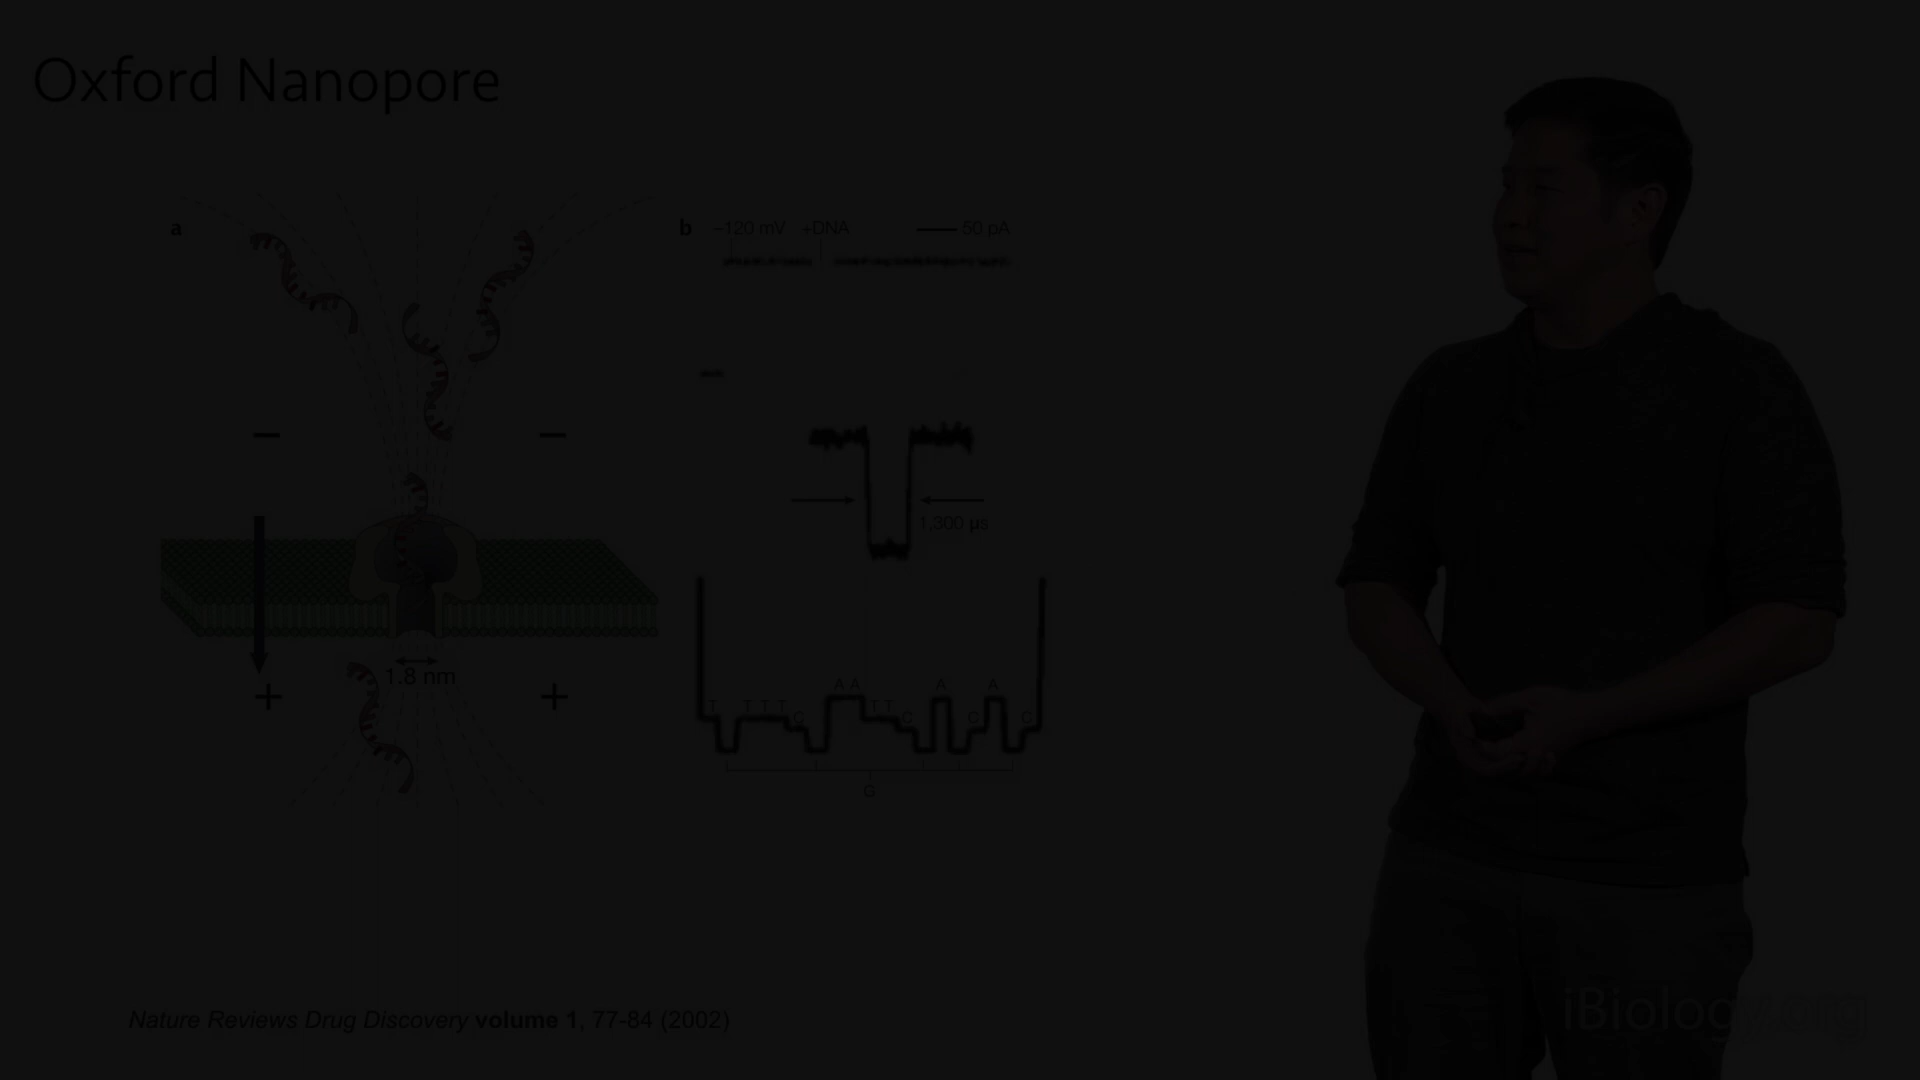 Oxford Nanopore
a
b
−120 mV +DNA
50 pA
1,300 µs
− −
+ +
1.8 nm
A A A A
T T T T C T T C C C
G
Nature Reviews Drug Discovery volume 1, 77-84 (2002)
iBiology.org